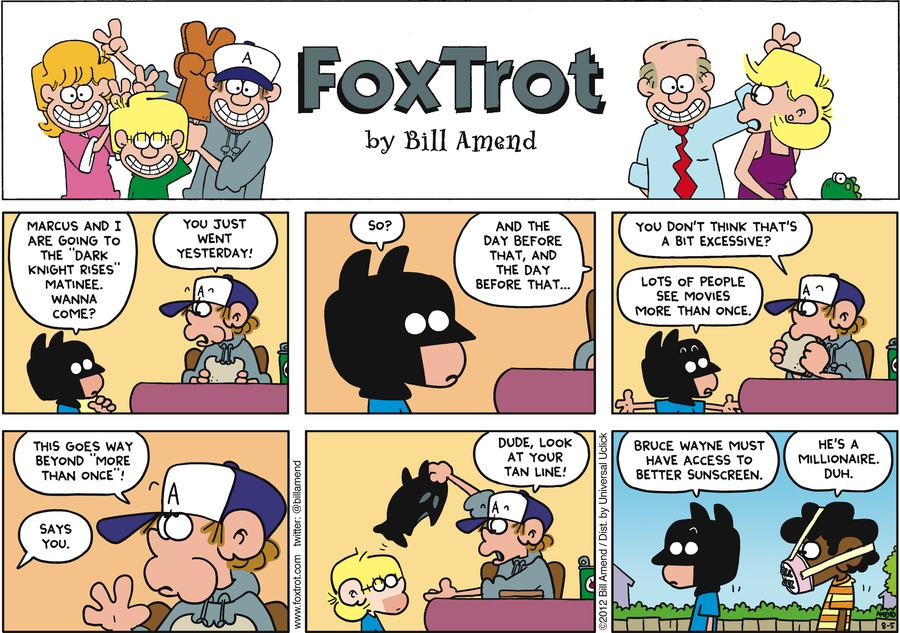 A
FoxTrot
by Bill Amend
MARCUS AND I
ARE GOING TO
THE "DARK
KNIGHT RISES"
MATINEE.
WANNA
COME?
YOU JUST
WENT
YESTERDAY!
A
SO?
AND THE
DAY BEFORE
THAT, AND
THE DAY
BEFORE THAT...
YOU DON'T THINK THAT'S
A BIT EXCESSIVE?
LOTS OF PEOPLE
SEE MOVIES
MORE THAN ONCE.
A
THIS GOES WAY
BEYOND "MORE
THAN ONCE"!
A
SAYS
YOU.
www.foxtrot.com twitter: @billamend
DUDE, LOOK
AT YOUR
TAN LINE!
A
©2012 Bill Amend / Dist. by Universal Uclick
BRUCE WAYNE MUST
HAVE ACCESS TO
BETTER SUNSCREEN.
HE'S A
MILLIONAIRE.
DUH.
AMEND
8-5